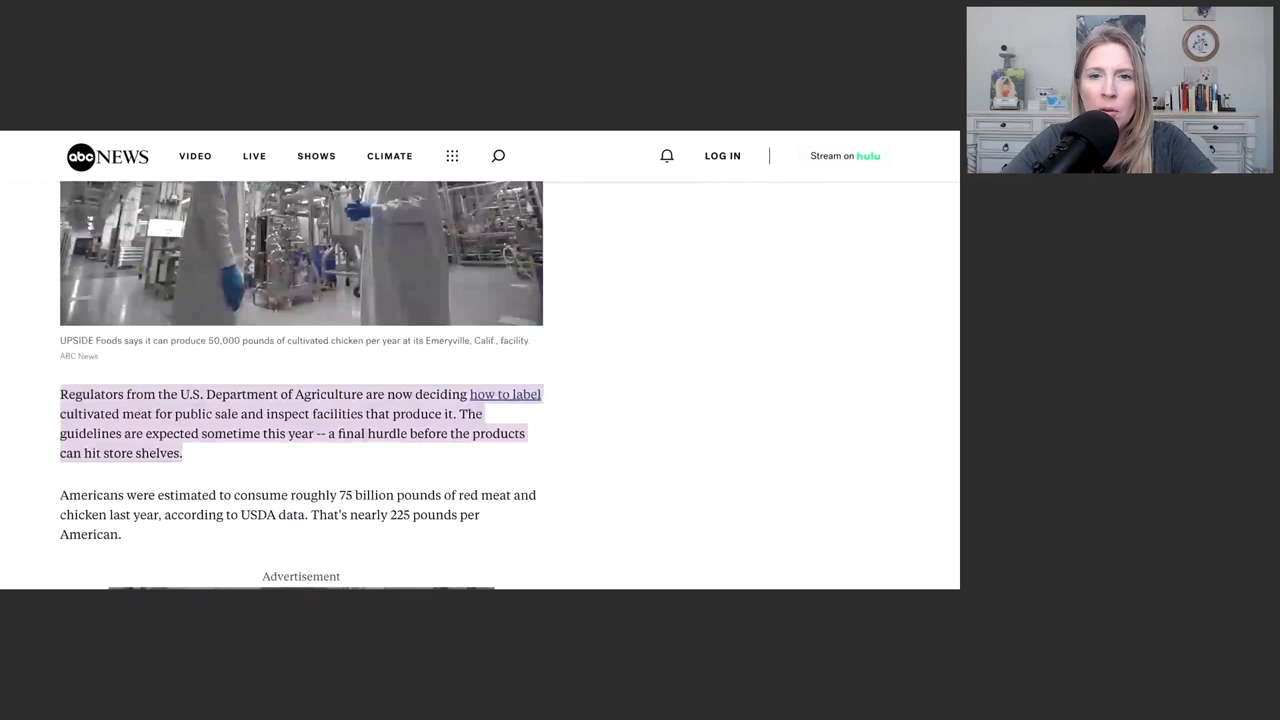 abc NEWS VIDEO LIVE SHOWS CLIMATE LOG IN Stream on hulu
UPSIDE Foods says it can produce 50,000 pounds of cultivated chicken per year at its Emeryville, Calif., facility.
ABC News
Regulators from the U.S. Department of Agriculture are now deciding how to label
cultivated meat for public sale and inspect facilities that produce it. The
guidelines are expected sometime this year -- a final hurdle before the products
can hit store shelves.
Americans were estimated to consume roughly 75 billion pounds of red meat and
chicken last year, according to USDA data. That's nearly 225 pounds per
American.
Advertisement